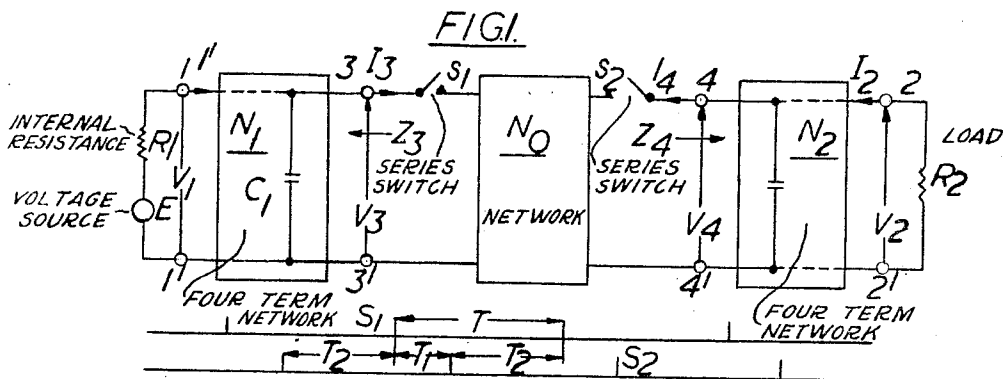 FIG.1.
1 1' 3 I3 S1 S2 I4 4 I2 2
INTERNAL
RESISTANCE
R1
N1
Z3
N0
Z4
N2
LOAD
R2
VOLTAGE
SOURCE
E
V1
C1
SERIES
SWITCH
SERIES
SWITCH
V3
NETWORK
V4
V2
1' 3' 4' 2'
FOUR TERM
NETWORK
FOUR TERM
NETWORK
S1 T
T2 T1 T2 S2